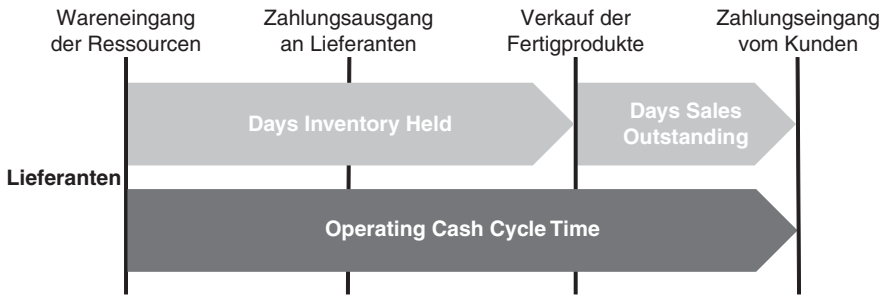 Wareneingang
der Ressourcen
Zahlungsausgang
an Lieferanten
Verkauf der
Fertigprodukte
Zahlungseingang
vom Kunden
Days Inventory Held
Days Sales
Outstanding
Lieferanten
Operating Cash Cycle Time